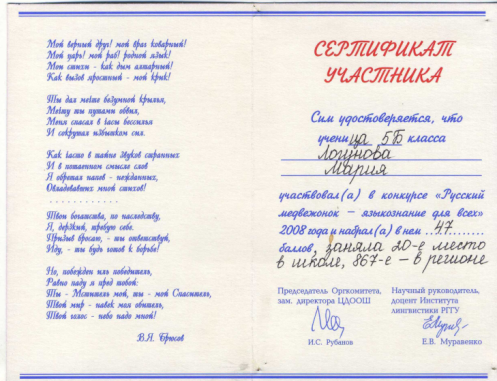 Мой верный друг! мой враг коварный!
Мой царь! мой раб! родной язык!
Мои стихи - как дым алтарный!
Как вызов яростный - мой крик!
Ты дал мечте безумной крылья,
Мечту ты путами обвил,
Меня спасал в часы бессилья
И сокрушал избытком сил.
Как часто в тайне звуков странных
И в потаенном смысле слов
Я обретал напев - нежданных,
Овладевавших мной стихов!
. . . . . . . . . . . .
Твои богатства, по наследству,
Я, дерзкий, требую себе.
Призыв бросаю, - ты ответствуй,
Иду, - ты будь готов к борьбе!
Но, побежден иль победитель,
Равно паду я пред тобой:
Ты - Мститель мой, ты - мой Спаситель,
Твой мир - навек моя обитель,
Твой голос - небо надо мной!
В.Я. Брюсов
СЕРТИФИКАТ
УЧАСТНИКА
Сим удостоверяется, что
учени ца 5Б класса
Логунова
Мария
участвовал(а) в конкурсе «Русский
медвежонок – языкознание для всех»
2008 года и набрал(а) в нем ..47..
баллов, заняла 20-е место
в школе, 867-е – в регионе
Председатель Оргкомитета,
зам. директора ЦДООШ
И.С. Рубанов
Научный руководитель,
доцент Института
лингвистики РГГУ
Е.В. Муравенко